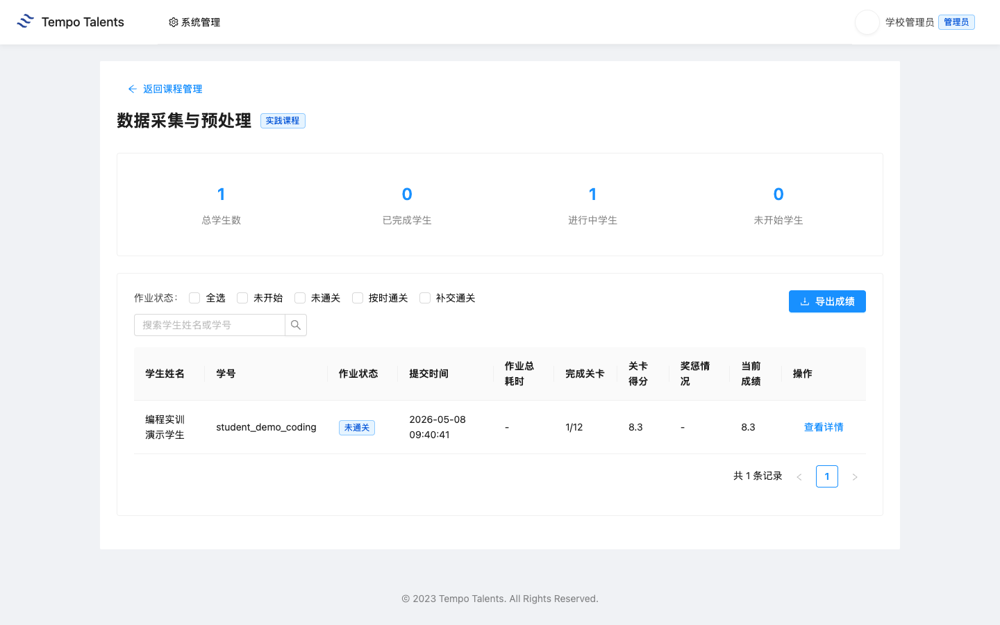 Tempo Talents
系统管理
学校管理员 管理员
返回课程管理
数据采集与预处理 实践课程
1 0 1 0
总学生数 已完成学生 进行中学生 未开始学生
作业状态: 全选 未开始 未通关 按时通关 补交通关
导出成绩
搜索学生姓名或学号
学生姓名 学号 作业状态 提交时间 作业总耗时 完成关卡 关卡得分 奖惩情况 当前成绩 操作
编程实训演示学生 student_demo_coding 未通关 2026-05-08 09:40:41 - 1/12 8.3 - 8.3 查看详情
共 1 条记录 < 1 >
© 2023 Tempo Talents. All Rights Reserved.